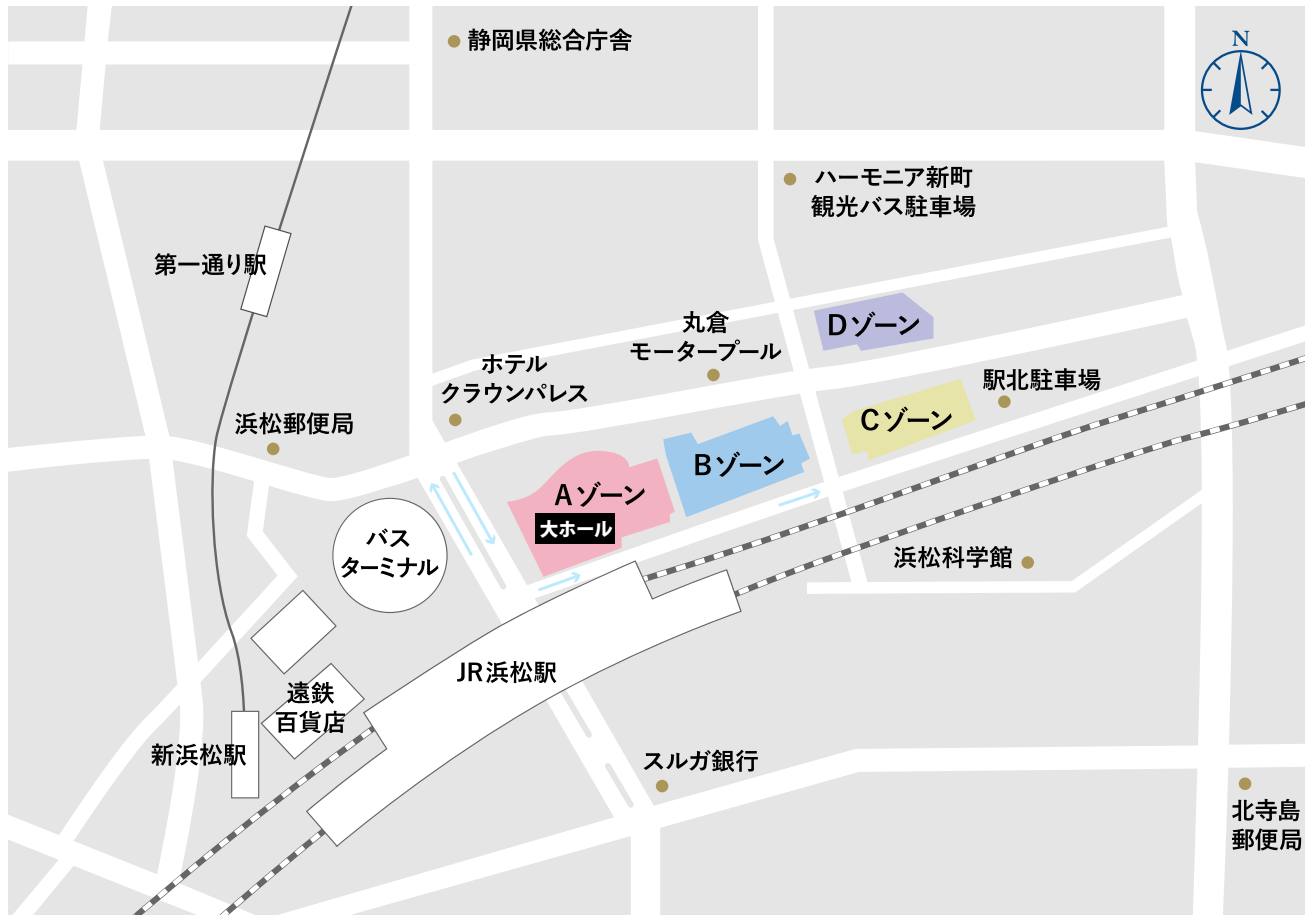 静岡県総合庁舎
N
ハーモニア新町
観光バス駐車場
第一通り駅
丸倉
モータープール
Dゾーン
ホテル
クラウンパレス
駅北駐車場
浜松郵便局
Cゾーン
Bゾーン
Aゾーン
大ホール
バス
ターミナル
浜松科学館
JR浜松駅
遠鉄
百貨店
新浜松駅
スルガ銀行
北寺島
郵便局